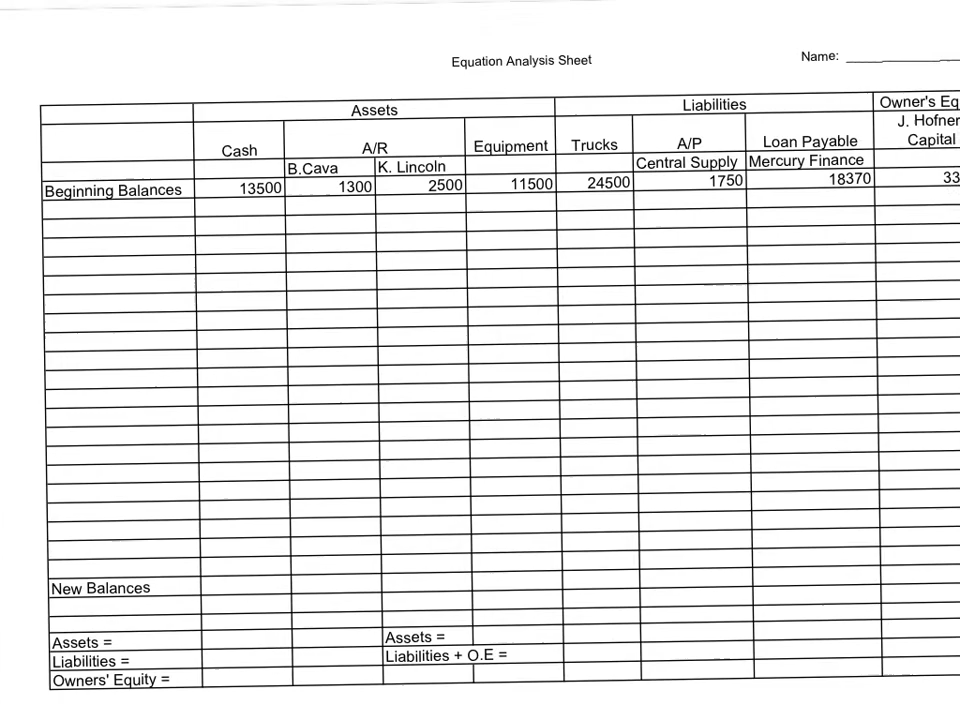 Equation Analysis Sheet Name:
Assets Liabilities Owner's Eq
Cash A/R Equipment Trucks A/P Loan Payable J. Hofner Capital
B.Cava K. Lincoln Central Supply Mercury Finance
Beginning Balances 13500 1300 2500 11500 24500 1750 18370 33
New Balances
Assets = Assets =
Liabilities = Liabilities + O.E =
Owners' Equity =